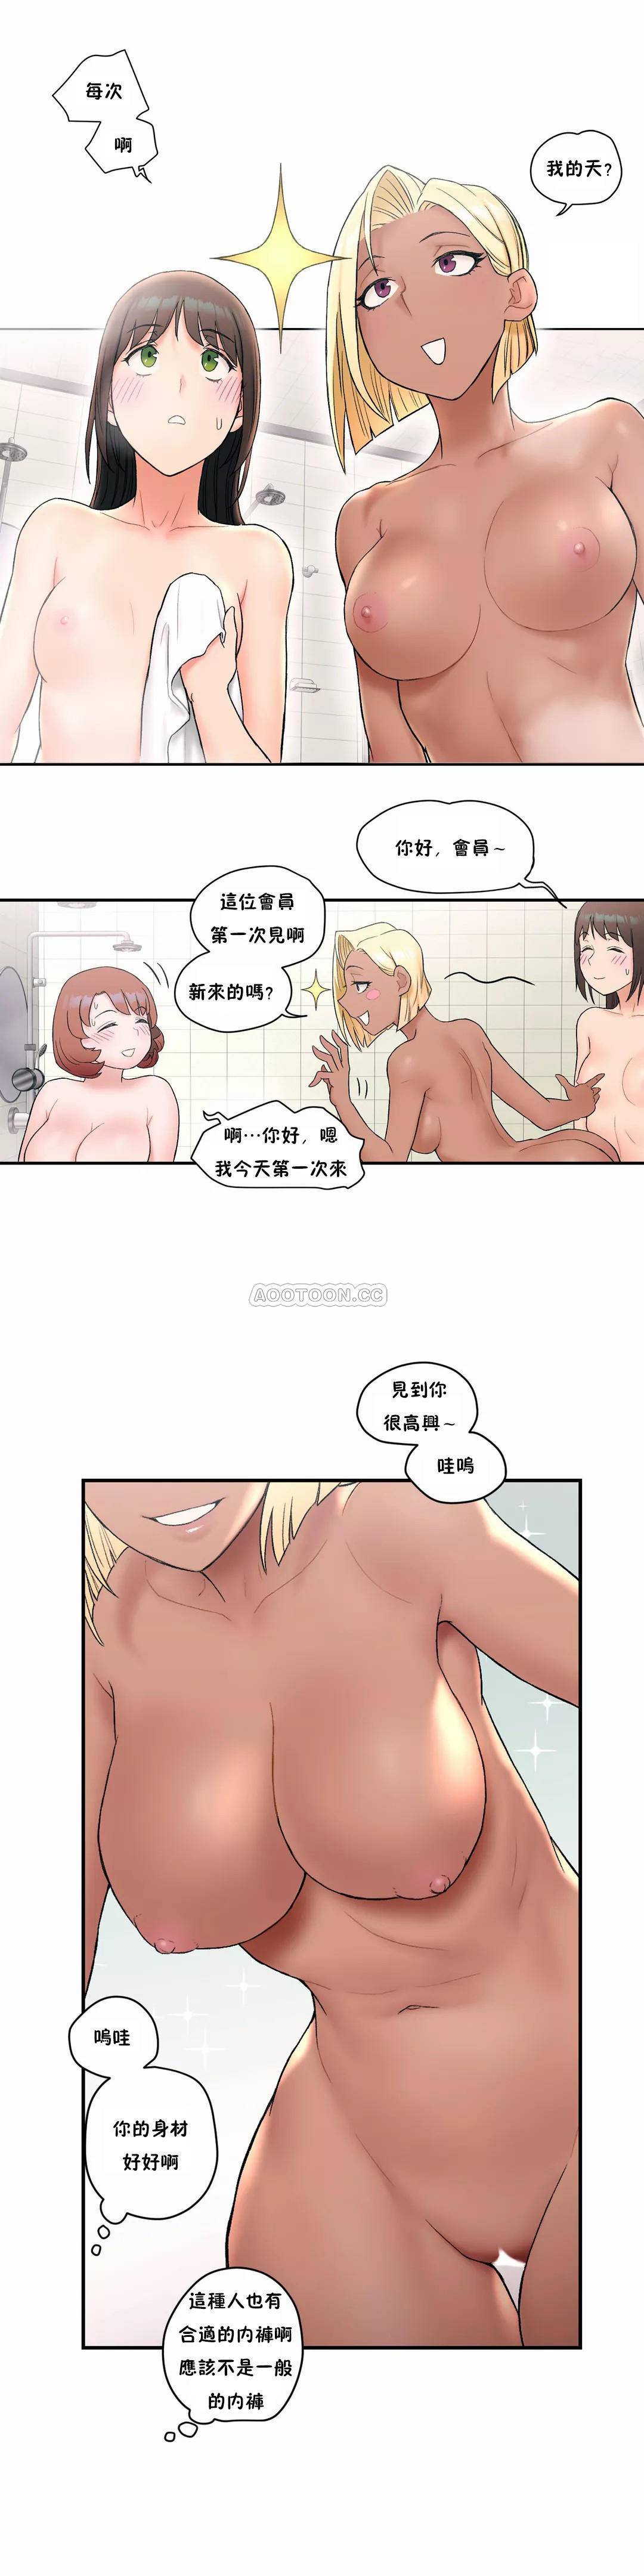 每次
啊
我的天?
你好, 會員~
這位會員
第一次見啊
新來的嗎?
啊…你好, 嗯
我今天第一次來
AOOTOON.CC
見到你
很高興~
哇嗚
嗚哇
你的身材
好好啊
這種人也有
合適的内褲啊
應該不是一般
的内褲